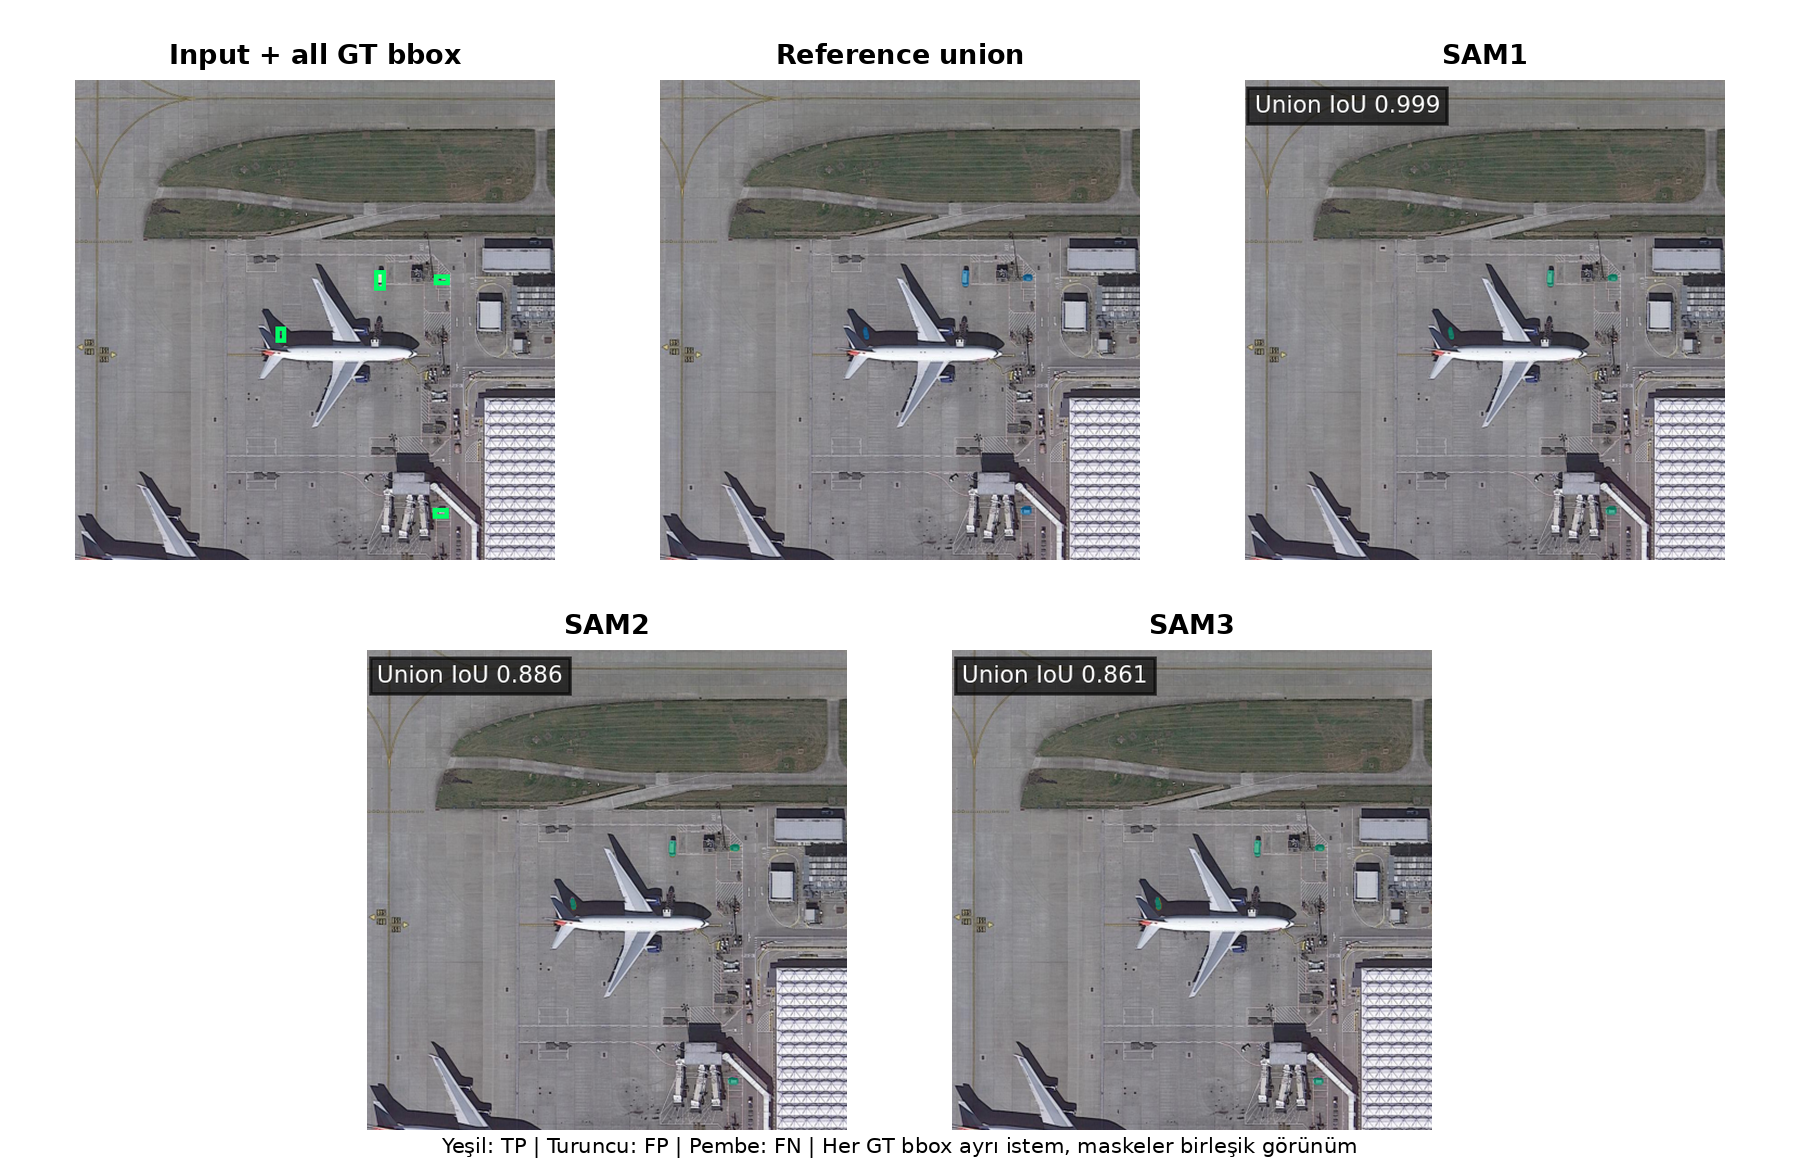 Input + all GT bbox
Reference union
SAM1
Union IoU 0.999
SAM2
SAM3
Union IoU 0.886
Union IoU 0.861
Yeşil: TP | Turuncu: FP | Pembe: FN | Her GT bbox ayrı istem, maskeler birleşik görünüm